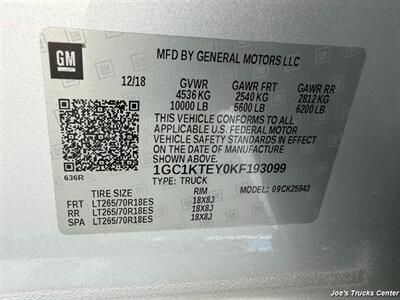 GM
MFD BY GENERAL MOTORS LLC
12/18 GVWR GAWR FRT GAWR RR
4536 KG 2540 KG 2812 KG
10000 LB 5600 LB 6200 LB
THIS VEHICLE CONFORMS TO ALL
APPLICABLE U.S. FEDERAL MOTOR
VEHICLE SAFETY STANDARDS IN EFFECT
ON THE DATE OF MANUFACTURE
SHOWN ABOVE.
1GC1KTEY0KF193099
636R TYPE: TRUCK MODEL: 09CK25943
TIRE SIZE RIM
FRT LT265/70R18ES 18X8J
RR LT265/70R18ES 18X8J
SPA LT265/70R18ES 18X8J
Joe's Trucks Center